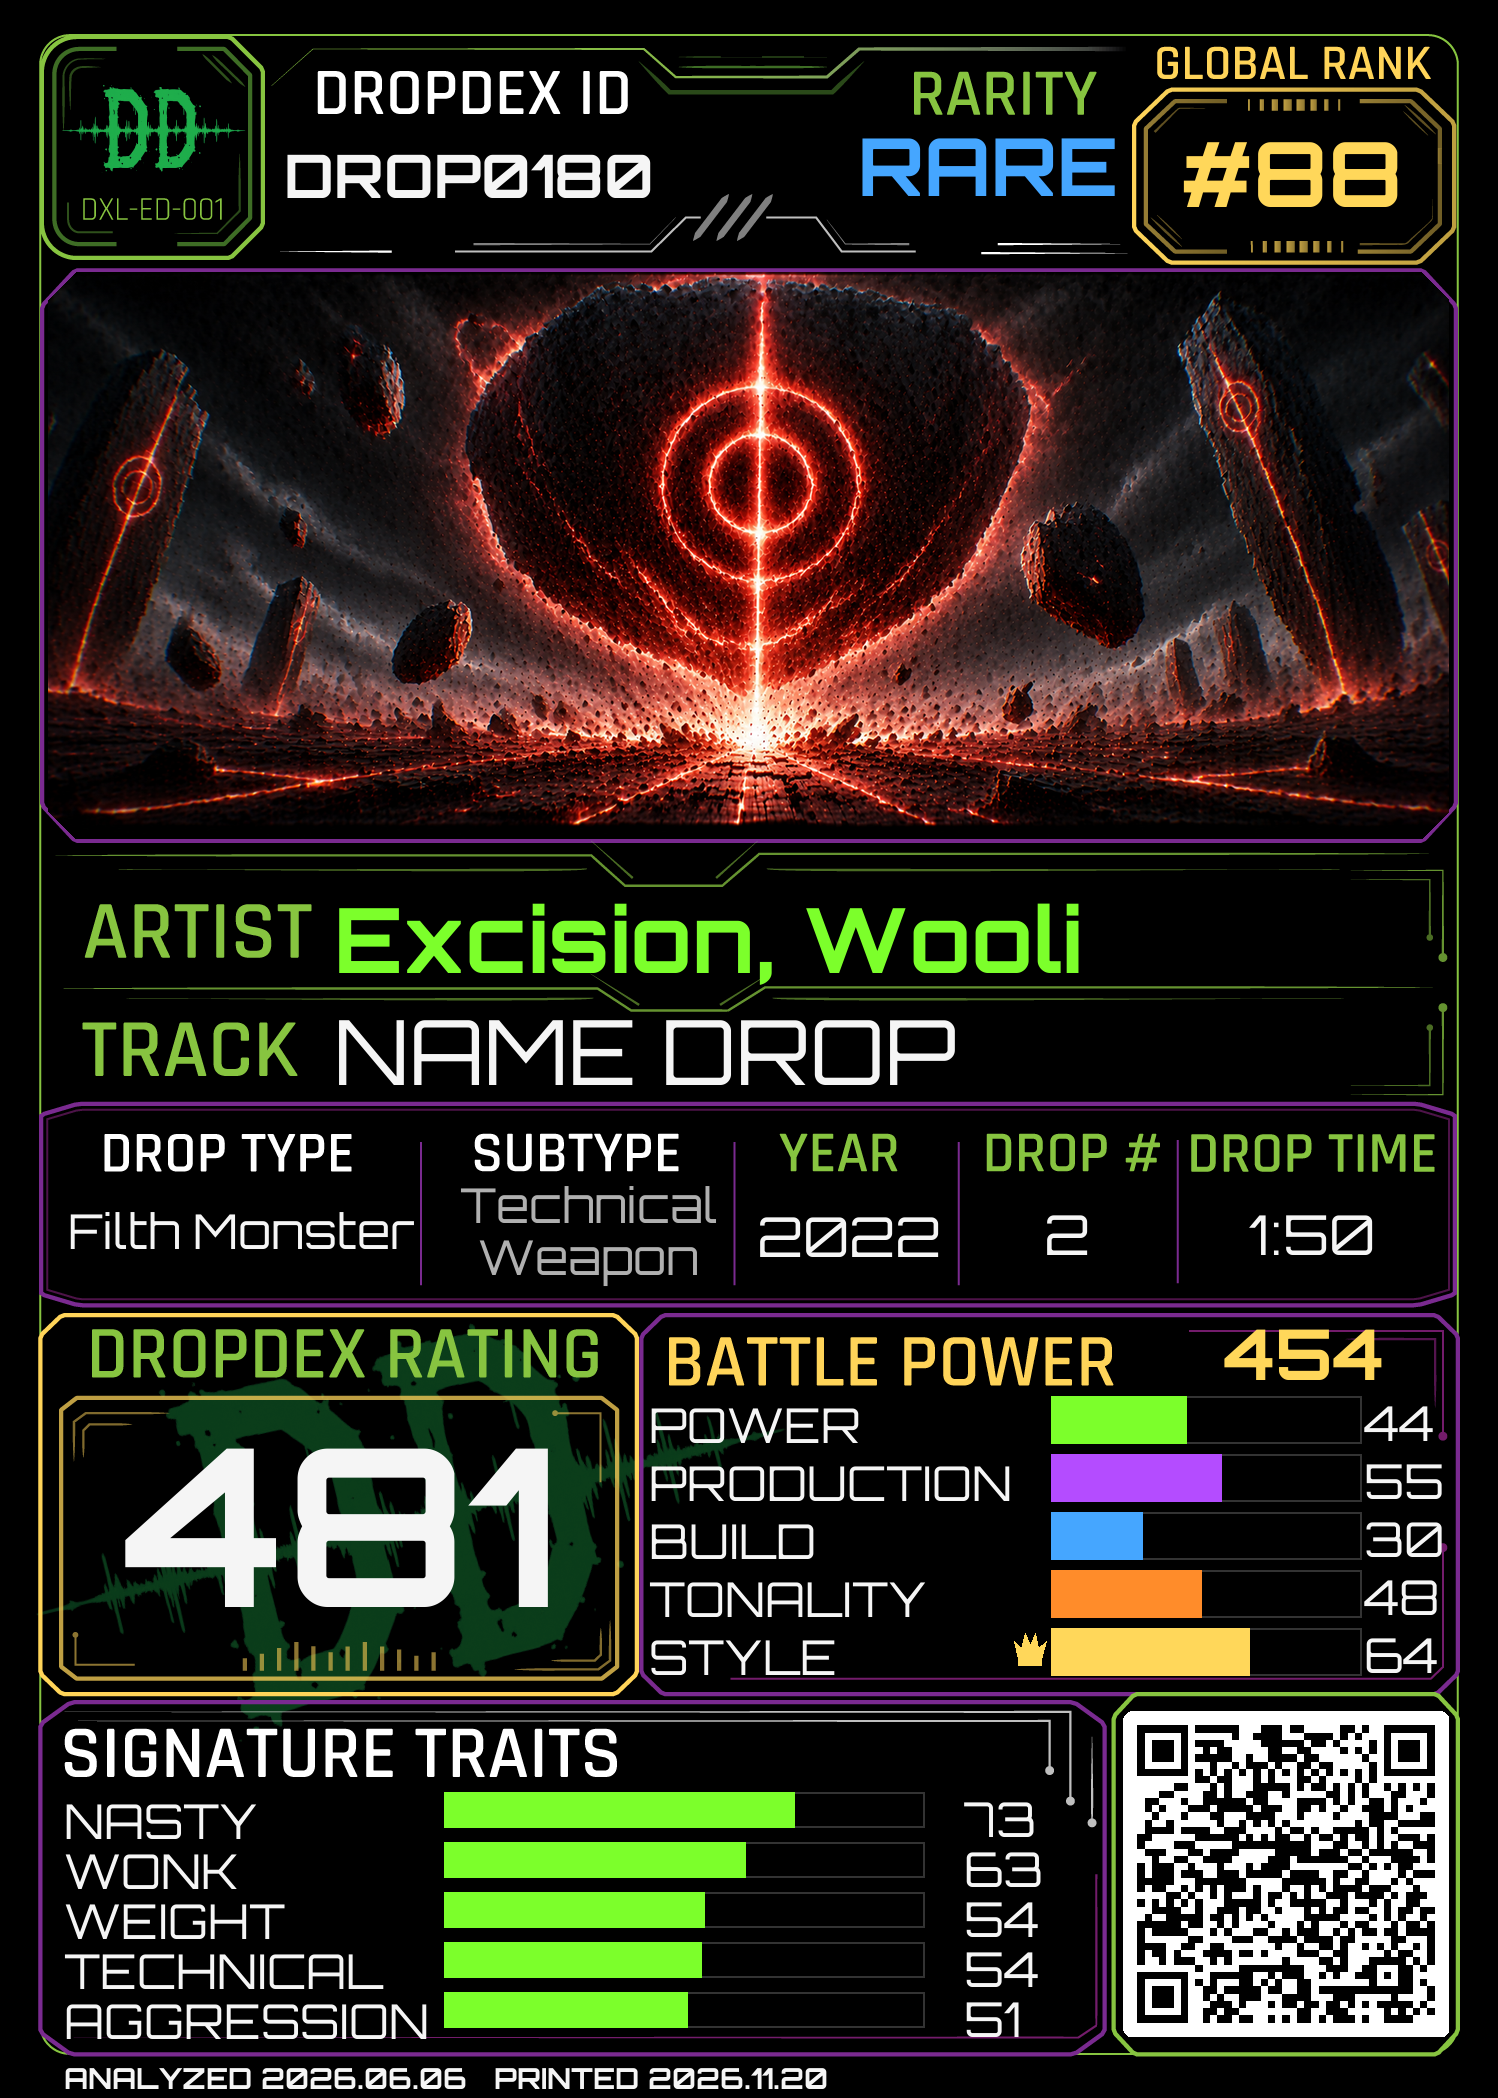 DD
DXL-ED-001
DROPDEX ID
DROP0180
RARITY
RARE
GLOBAL RANK
#88
ARTIST Excision, Wooli
TRACK NAME DROP
DROP TYPE
Filth Monster
SUBTYPE
Technical
Weapon
YEAR
2022
DROP #
2
DROP TIME
1:50
DROPDEX RATING
481
BATTLE POWER 454
POWER 44
PRODUCTION 55
BUILD 30
TONALITY 48
STYLE 64
SIGNATURE TRAITS
NASTY 73
WONK 63
WEIGHT 54
TECHNICAL 54
AGGRESSION 51
ANALYZED 2026.06.06 PRINTED 2026.11.20